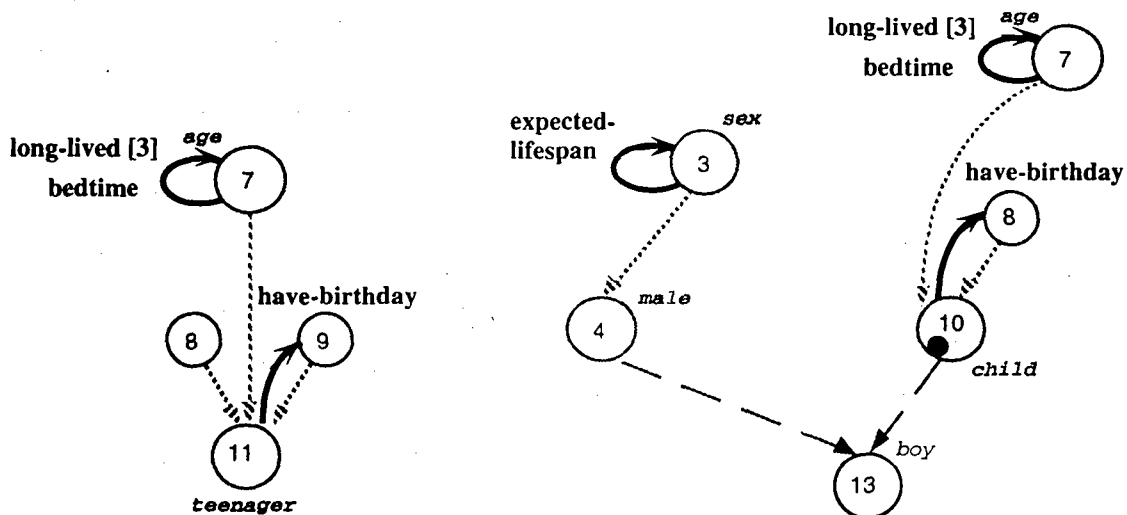 long-lived [3]
bedtime
age
7
8
have-birthday
9
11
teenager
expected-
lifespan
sex
3
male
4
long-lived [3]
bedtime
age
7
have-birthday
8
10
child
boy
13